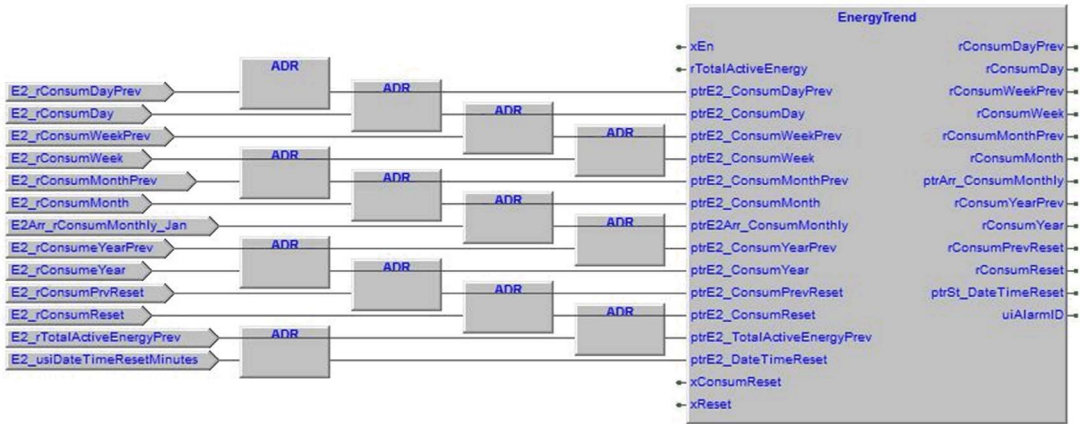 EnergyTrend
xEn rConsumDayPrev
ADR rTotalActiveEnergy rConsumDay
E2_rConsumDayPrev ADR ptrE2_ConsumDayPrev rConsumWeekPrev
E2_rConsumDay ADR ptrE2_ConsumDay rConsumWeek
E2_rConsumWeekPrev ADR ptrE2_ConsumWeekPrev rConsumMonthPrev
E2_rConsumWeek ADR ptrE2_ConsumWeek rConsumMonth
E2_rConsumMonthPrev ADR ptrE2_ConsumMonthPrev ptrArr_ConsumMonthly
E2_rConsumMonth ADR ptrE2_ConsumMonth rConsumYearPrev
E2Arr_rConsumMonthly_Jan ADR ptrE2Arr_ConsumMonthly rConsumYear
E2_rConsumeYearPrev ADR ptrE2_ConsumYearPrev rConsumPrevReset
E2_rConsumeYear ADR ptrE2_ConsumYear rConsumReset
E2_rConsumPrvReset ADR ptrE2_ConsumPrevReset ptrSt_DateTimeReset
E2_rConsumReset ADR ptrE2_ConsumReset uiAlarmID
E2_rTotalActiveEnergyPrev ADR ptrE2_TotalActiveEnergyPrev
E2_usiDateTimeResetMinutes ptrE2_DateTimeReset
xConsumReset
xReset